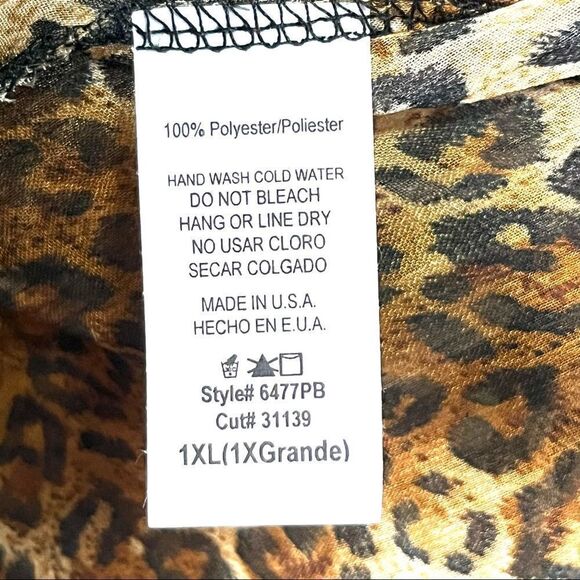 100% Polyester/Poliester
HAND WASH COLD WATER
DO NOT BLEACH
HANG OR LINE DRY
NO USAR CLORO
SECAR COLGADO
MADE IN U.S.A.
HECHO EN E.U.A.
Style# 6477PB
Cut# 31139
1XL(1XGrande)